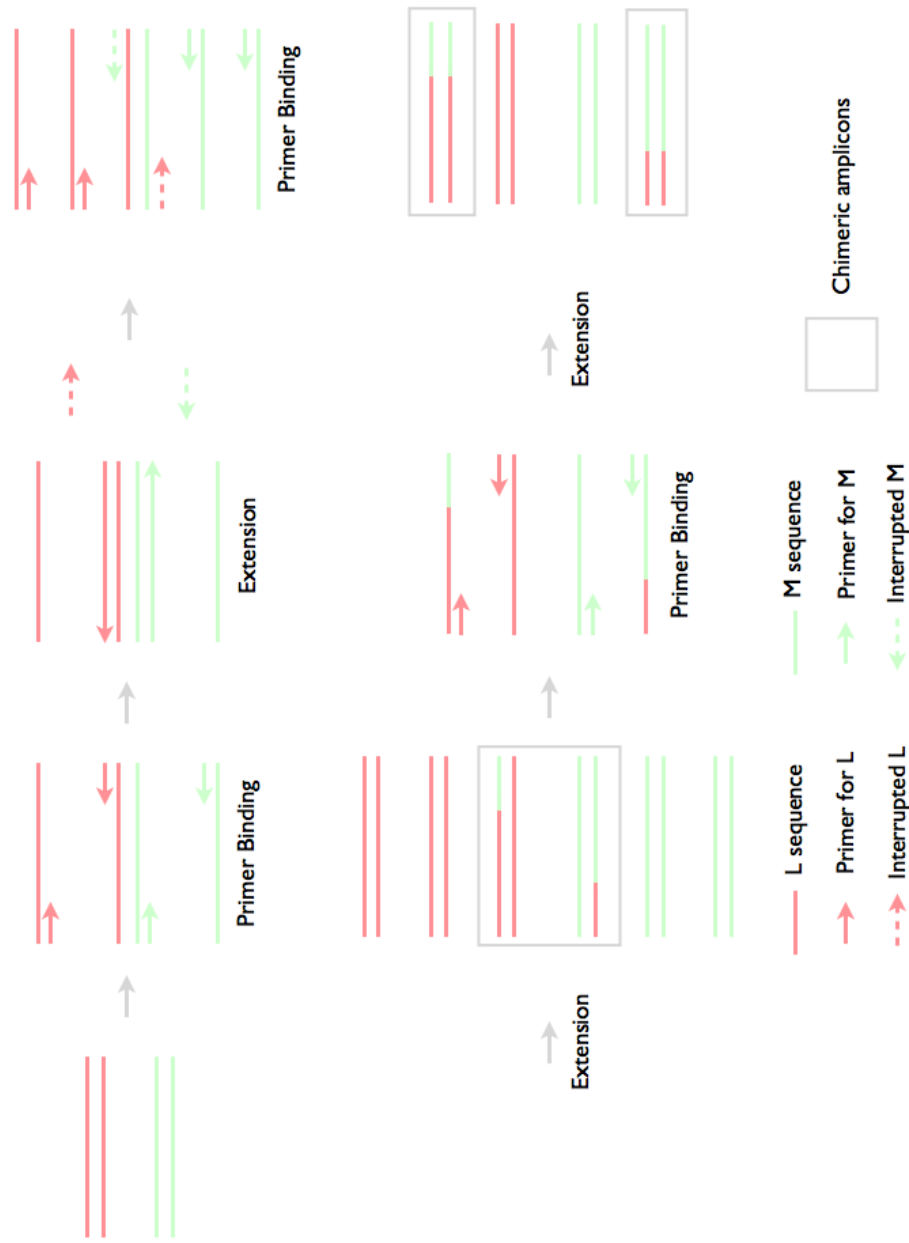 Primer Binding
Extension
Primer Binding
Extension
Primer Binding
Extension
L sequence
M sequence
Primer for L
Primer for M
Chimeric amplicons
Interrupted L
Interrupted M